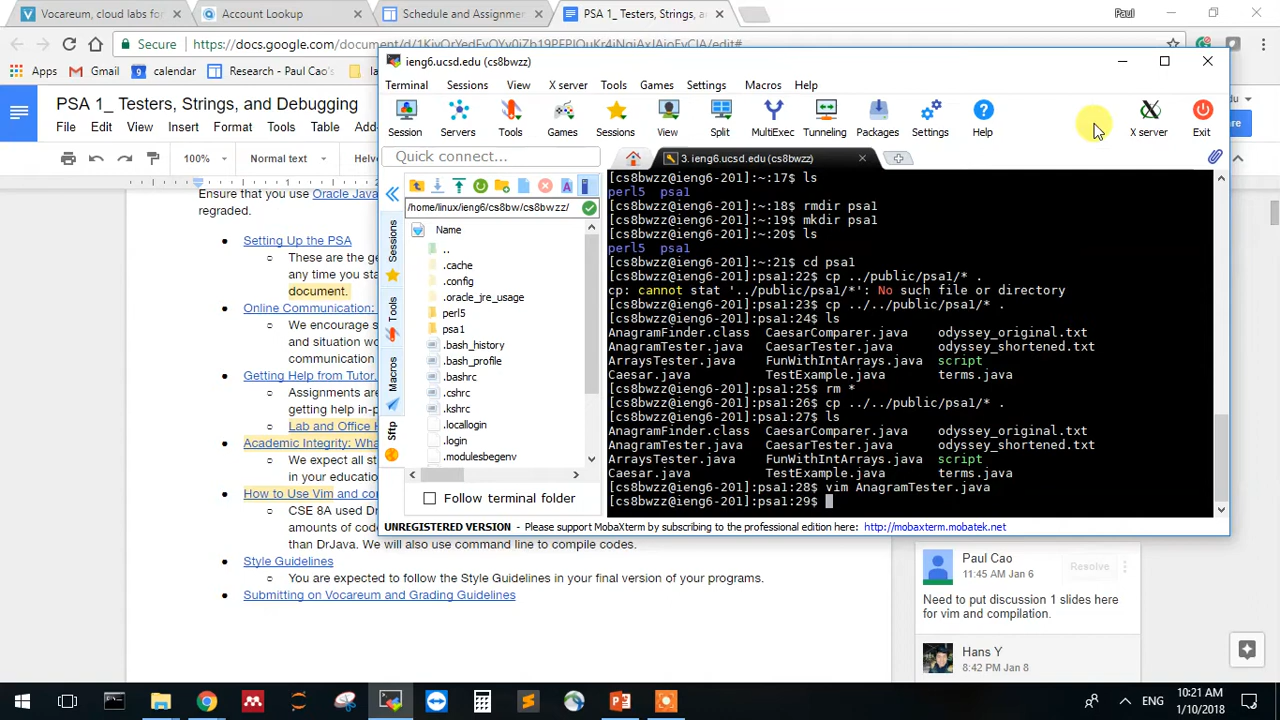 Vocareum, cloud labs for
Account Lookup
Schedule and Assignmen
PSA 1_ Testers, Strings, an
Paul
Secure
Apps
Gmail
calendar
Research - Paul Cao's
PSA 1_ Testers, Strings, and Debugging
File Edit View Insert Format Tools Table
100%
Normal text
Ensure that you use Oracle Java
regraded.
Setting Up the PSA
These are the ge
any time you sta
document.
Online Communication:
We encourage s
and situation wo
communication
Getting Help from Tutor,
Assignments are
getting help in-p
Lab and Office H
Academic Integrity: Wha
We expect all st
in your education
How to Use Vim and co
CSE 8A used Dr
amounts of code
than DrJava. We will also use command line to compile codes.
Style Guidelines
You are expected to follow the Style Guidelines in your final version of your programs.
Submitting on Vocareum and Grading Guidelines
ieng6.ucsd.edu (cs8bwzz)
Terminal Sessions View X server Tools Games Settings Macros Help
Session Servers Tools Games Sessions View Split MultiExec Tunneling Packages Settings Help X server Exit
Quick connect...
3. ieng6.ucsd.edu (cs8bwzz)
/home/linux/ieng6/cs8bw/cs8bwzz/
Name
..
.cache
.config
.oracle_jre_usage
perl5
psa1
.bash_history
.bash_profile
.bashrc
.cshrc
.kshrc
.locallogin
.login
.modulesbegenv
Sessions
Tools
Macros
Sftp
Follow terminal folder
[cs8bwzz@ieng6-201]:~:17$ ls
perl5 psa1
[cs8bwzz@ieng6-201]:~:18$ rmdir psa1
[cs8bwzz@ieng6-201]:~:19$ mkdir psa1
[cs8bwzz@ieng6-201]:~:20$ ls
perl5 psa1
[cs8bwzz@ieng6-201]:~:21$ cd psa1
[cs8bwzz@ieng6-201]:psa1:22$ cp ../public/psa1/* .
cp: cannot stat '../public/psa1/*': No such file or directory
[cs8bwzz@ieng6-201]:psa1:23$ cp ../../public/psa1/* .
[cs8bwzz@ieng6-201]:psa1:24$ ls
AnagramFinder.class CaesarComparer.java odyssey_original.txt
AnagramTester.java CaesarTester.java odyssey_shortened.txt
ArraysTester.java FunWithIntArrays.java script
Caesar.java TestExample.java terms.java
[cs8bwzz@ieng6-201]:psa1:25$ rm *
[cs8bwzz@ieng6-201]:psa1:26$ cp ../../public/psa1/* .
[cs8bwzz@ieng6-201]:psa1:27$ ls
AnagramFinder.class CaesarComparer.java odyssey_original.txt
AnagramTester.java CaesarTester.java odyssey_shortened.txt
ArraysTester.java FunWithIntArrays.java script
Caesar.java TestExample.java terms.java
[cs8bwzz@ieng6-201]:psa1:28$ vim AnagramTester.java
[cs8bwzz@ieng6-201]:psa1:29$
UNREGISTERED VERSION - Please support MobaXterm by subscribing to the professional edition here: http://mobaxterm.mobatek.net
Paul Cao
11:45 AM Jan 6
Resolve
Need to put discussion 1 slides here
for vim and compilation.
Hans Y
8:42 PM Jan 8
ENG
10:21 AM
1/10/2018